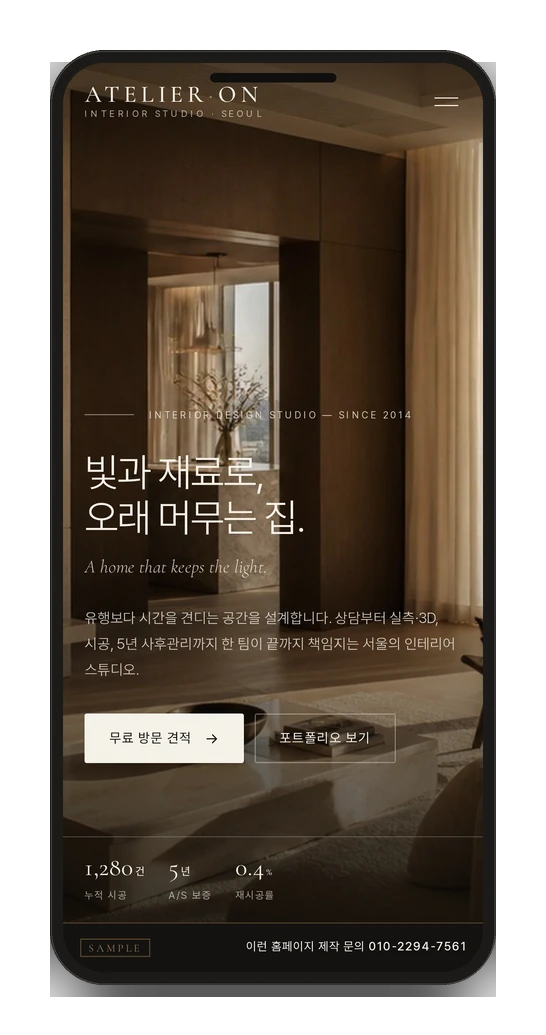 ATELIER·ON
INTERIOR STUDIO · SEOUL
INTERIOR DESIGN STUDIO — SINCE 2014
빛과 재료로,
오래 머무는 집.
A home that keeps the light.
유행보다 시간을 견디는 공간을 설계합니다. 상담부터 실측·3D,
시공, 5년 사후관리까지 한 팀이 끝까지 책임지는 서울의 인테리어
스튜디오.
무료 방문 견적 →
포트폴리오 보기
1,280건 5년 0.4%
누적 시공 A/S 보증 재시공률
SAMPLE
이런 홈페이지 제작 문의 010-2294-7561